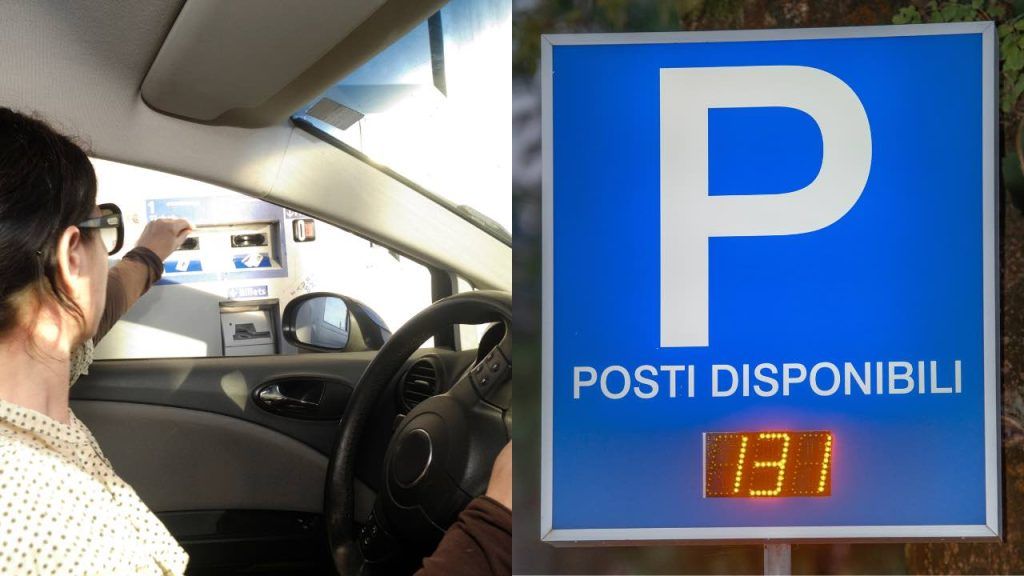 Billets
P
POSTI DISPONIBILI
131